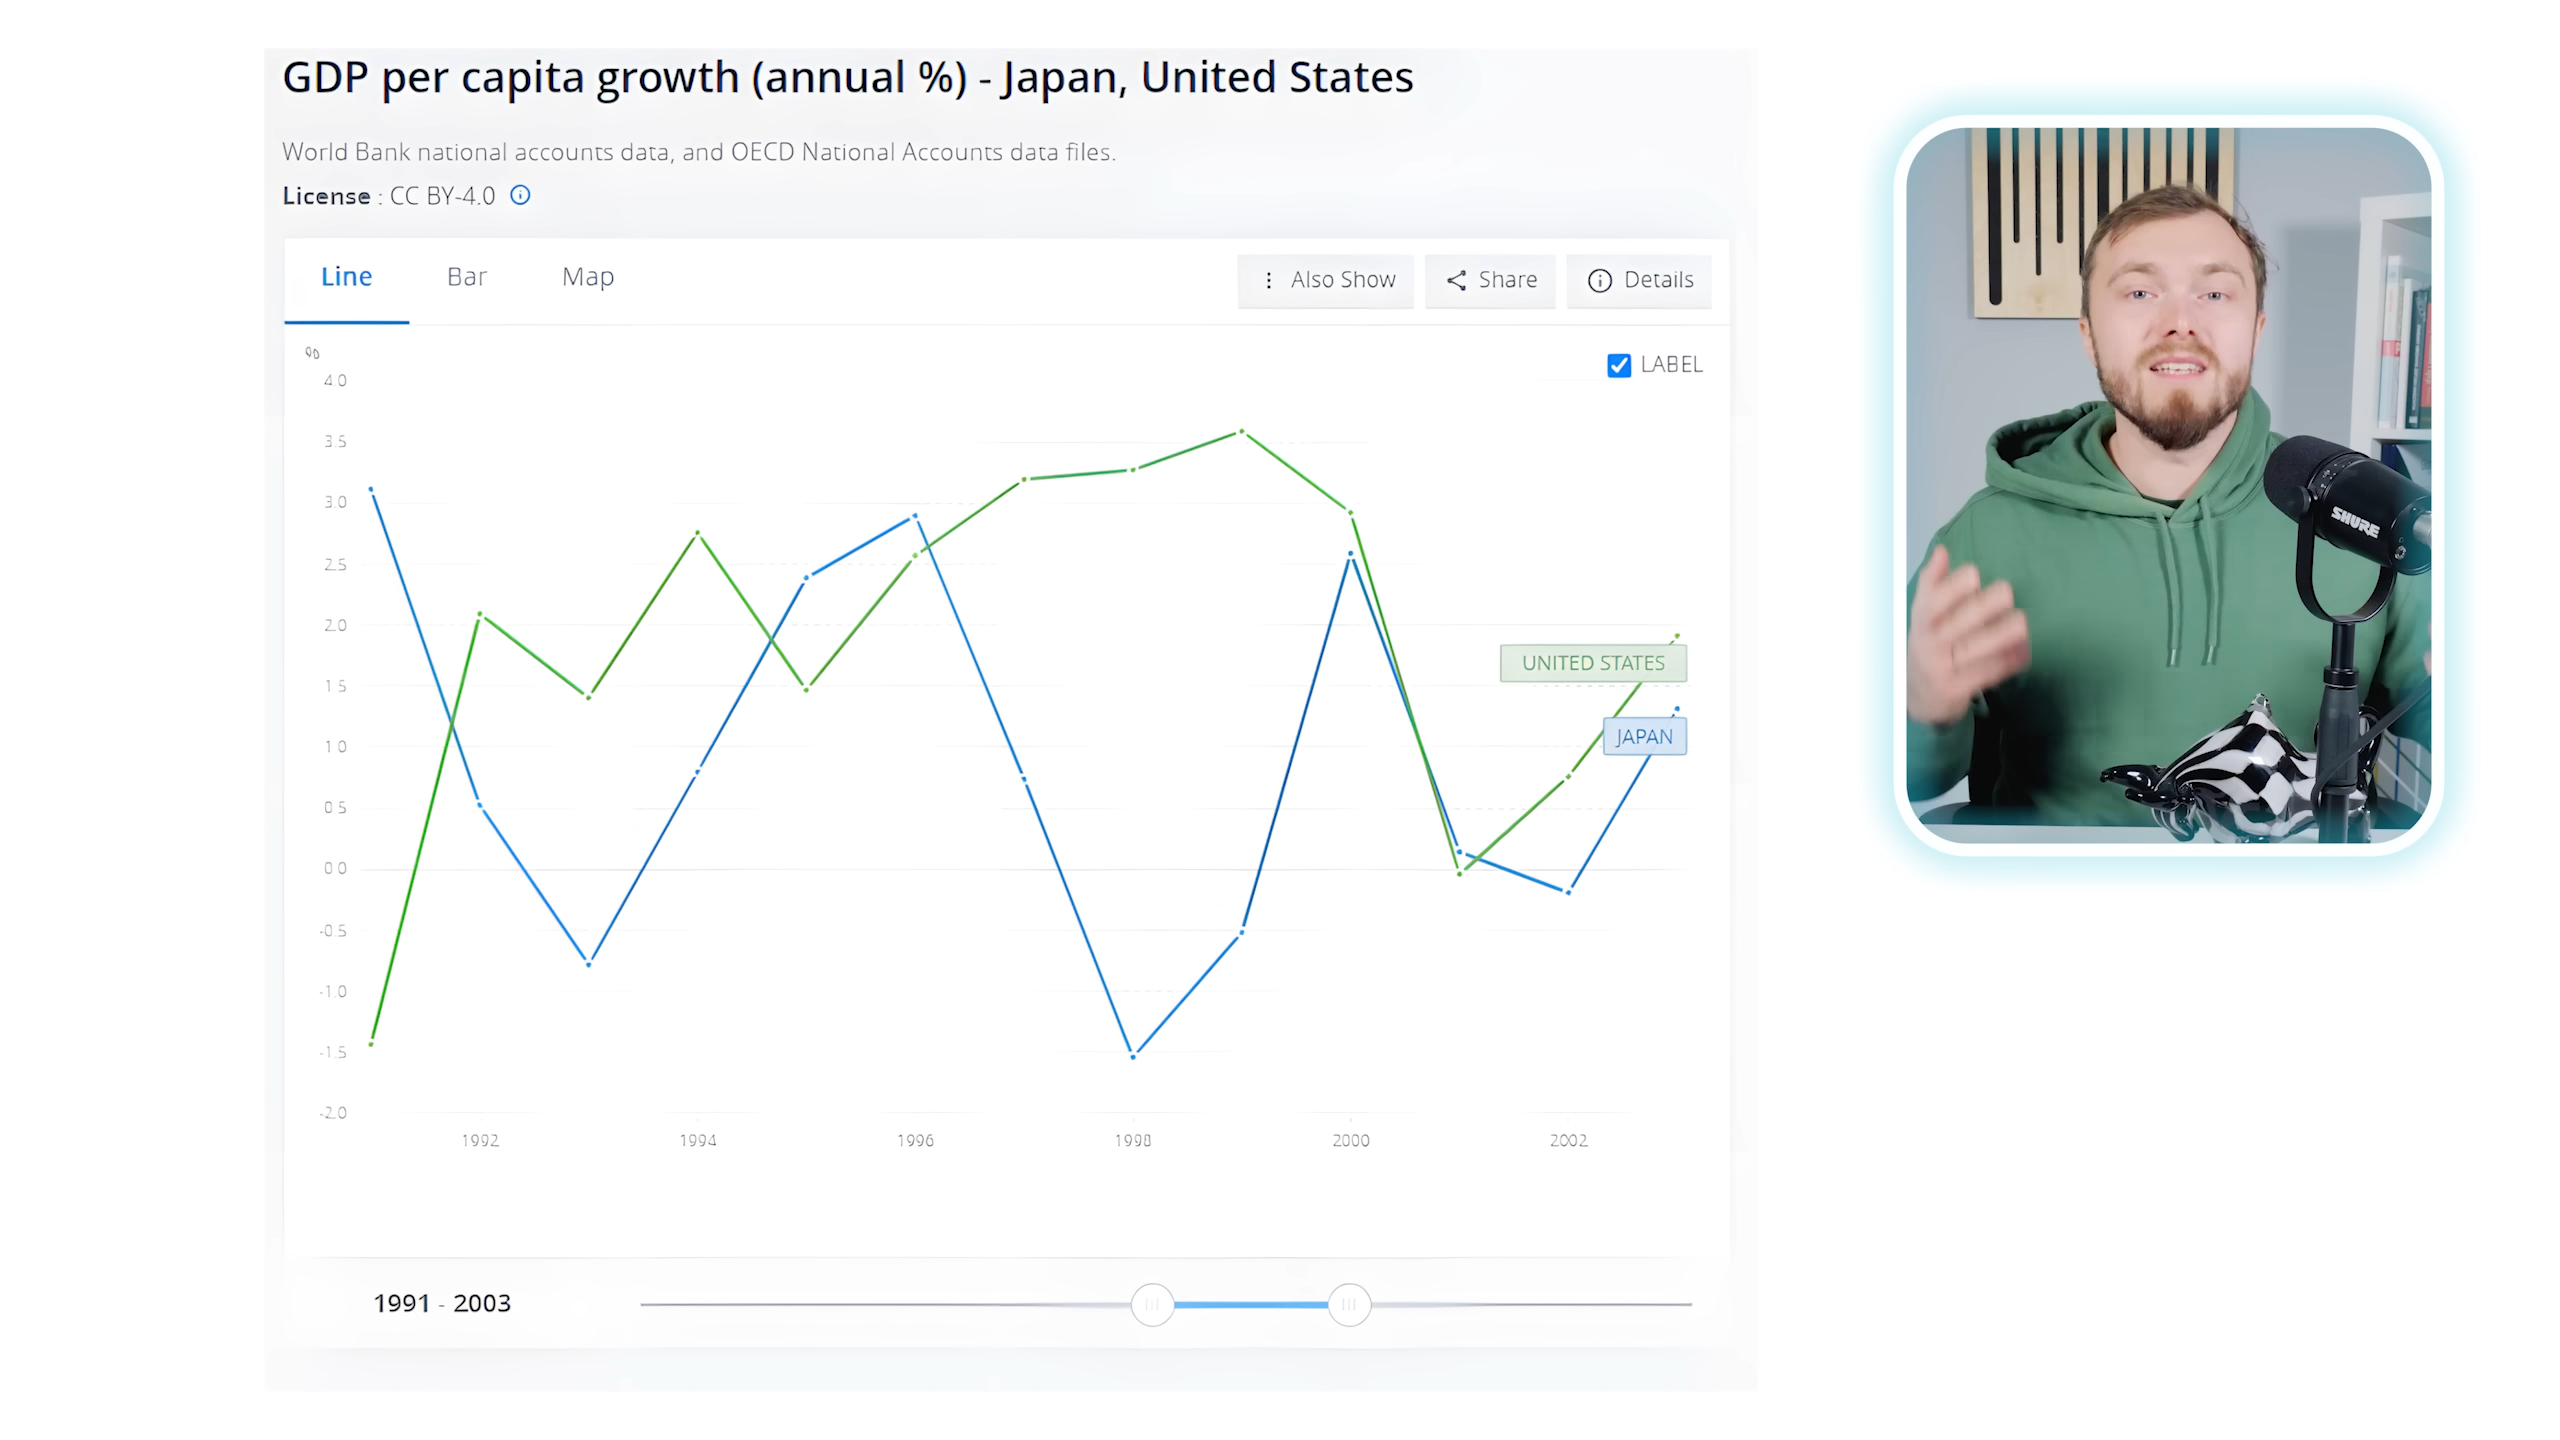 GDP per capita growth (annual %) - Japan, United States
World Bank national accounts data, and OECD National Accounts data files.
License : CC BY-4.0
Line Bar Map Also Show Share Details
%
LABEL
4.0
3.5
3.0
2.5
2.0
1.5
1.0
0.5
0.0
-0.5
-1.0
-1.5
-2.0
UNITED STATES
JAPAN
1992 1994 1996 1998 2000 2002
1991 - 2003
SHURE